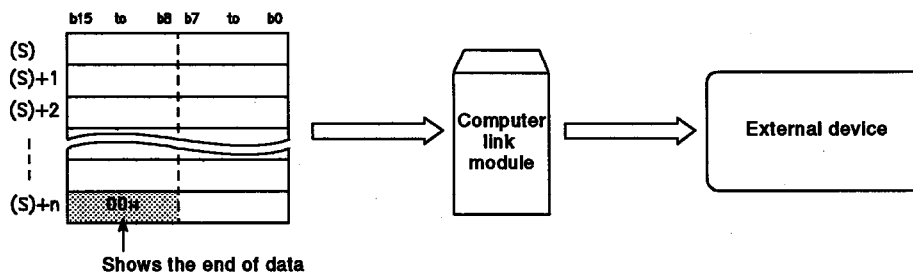 b15 to b8 b7 to b0
(S)
(S)+1
(S)+2
(S)+n
00H
Shows the end of data
Computer
link
module
External device